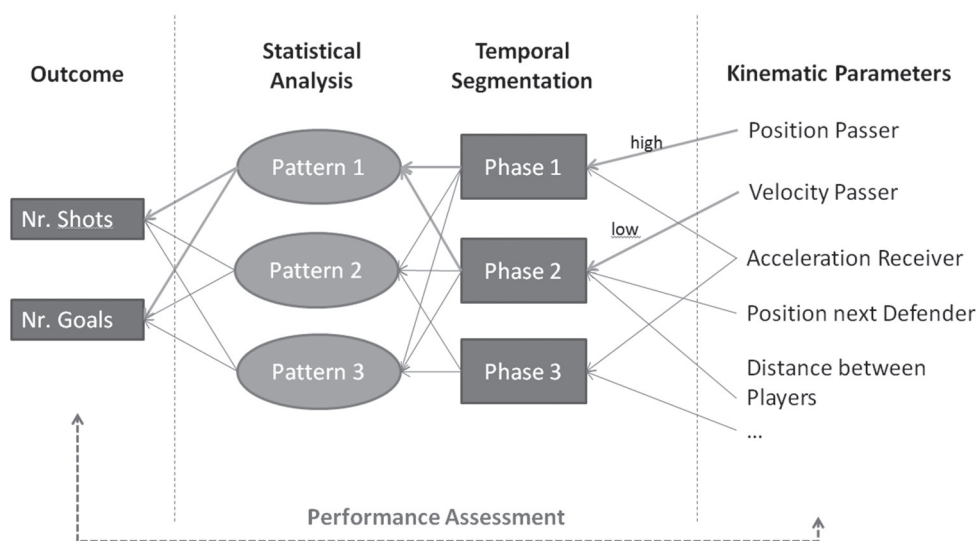 Outcome
Statistical
Analysis
Temporal
Segmentation
Kinematic Parameters
Nr. Shots
Nr. Goals
Pattern 1
Pattern 2
Pattern 3
Phase 1
Phase 2
Phase 3
high
low
Position Passer
Velocity Passer
Acceleration Receiver
Position next Defender
Distance between
Players
...
Performance Assessment